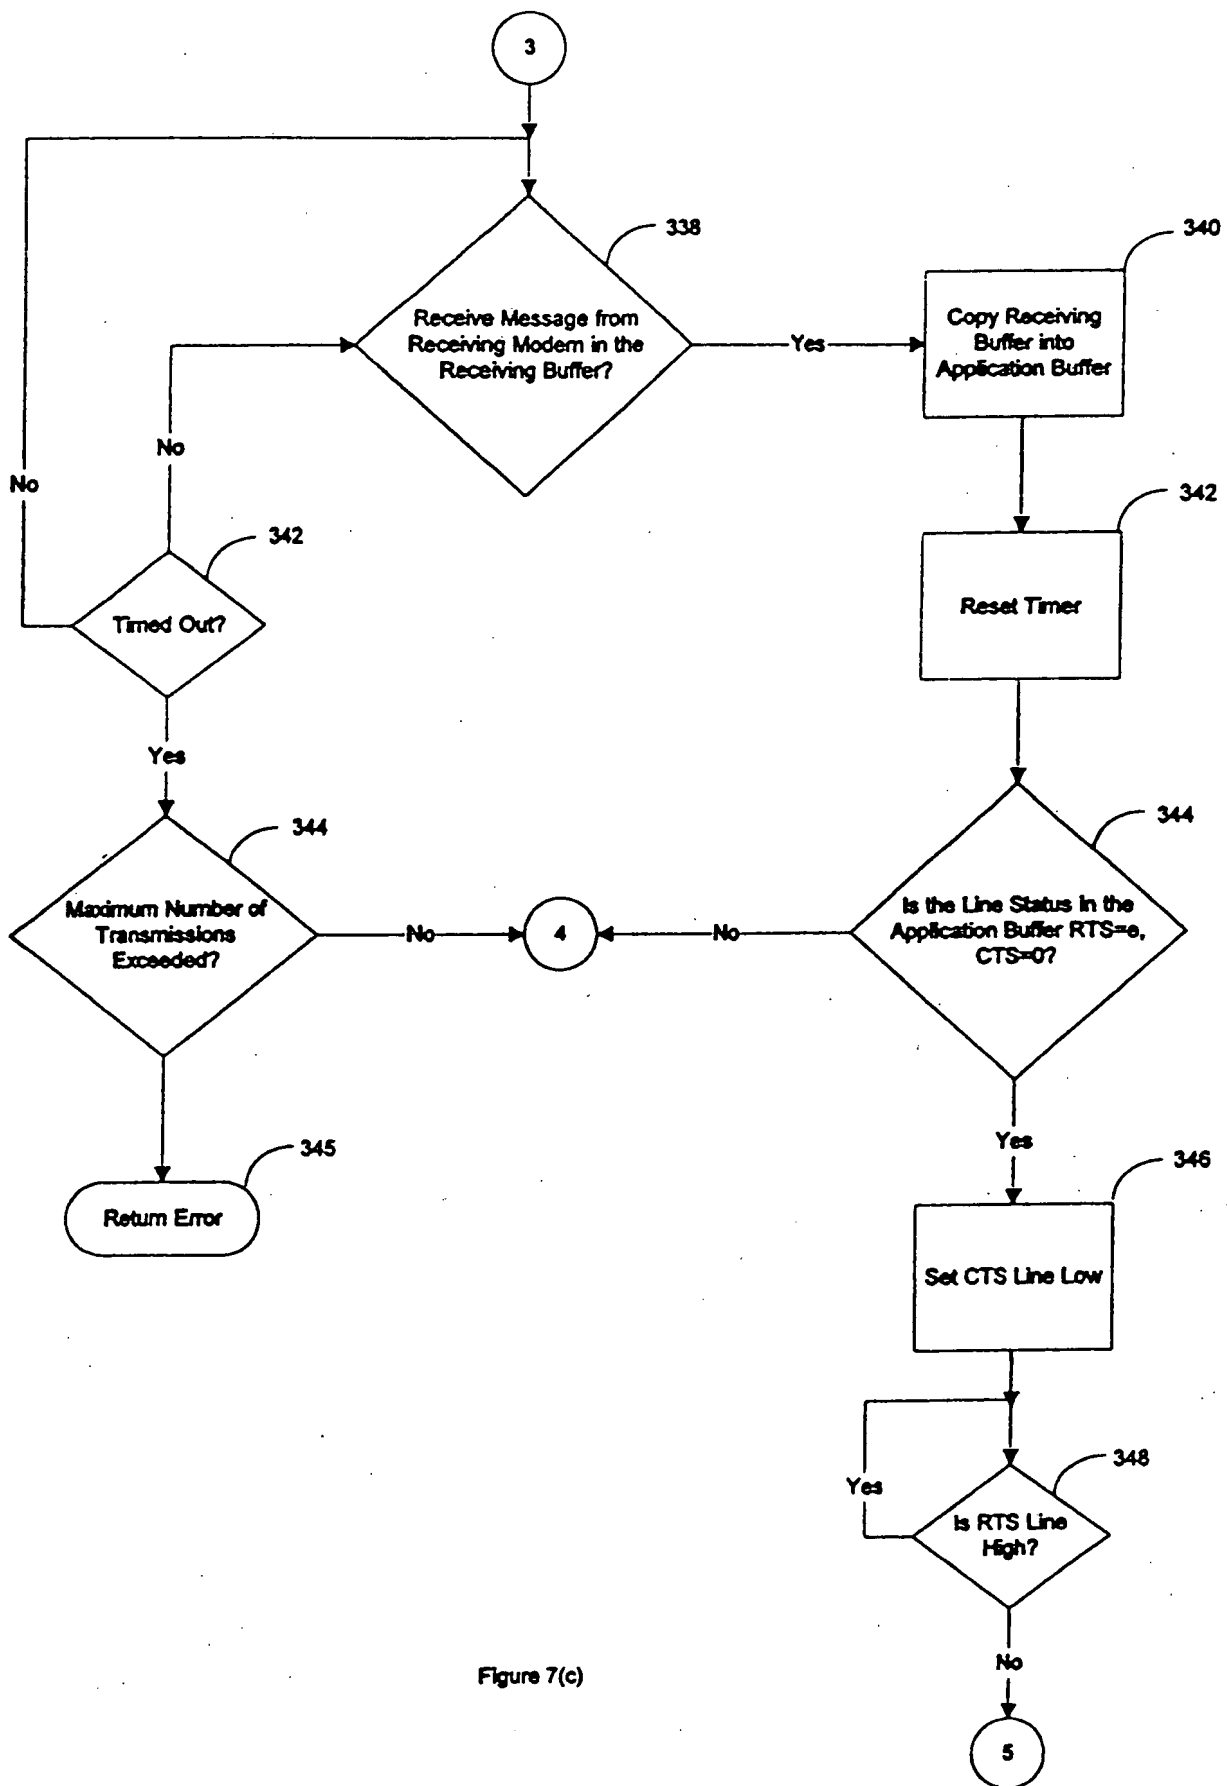 3
338
Receive Message from
Receiving Modem in the
Receiving Buffer?
Yes
340
Copy Receiving
Buffer into
Application Buffer
No
No
342
Timed Out?
342
Reset Timer
Yes
344
Maximum Number of
Transmissions
Exceeded?
No
4
No
344
Is the Line Status in the
Application Buffer RTS=e,
CTS=0?
345
Return Error
Yes
346
Set CTS Line Low
Yes
348
Is RTS Line
High?
No
Figure 7(c)
5